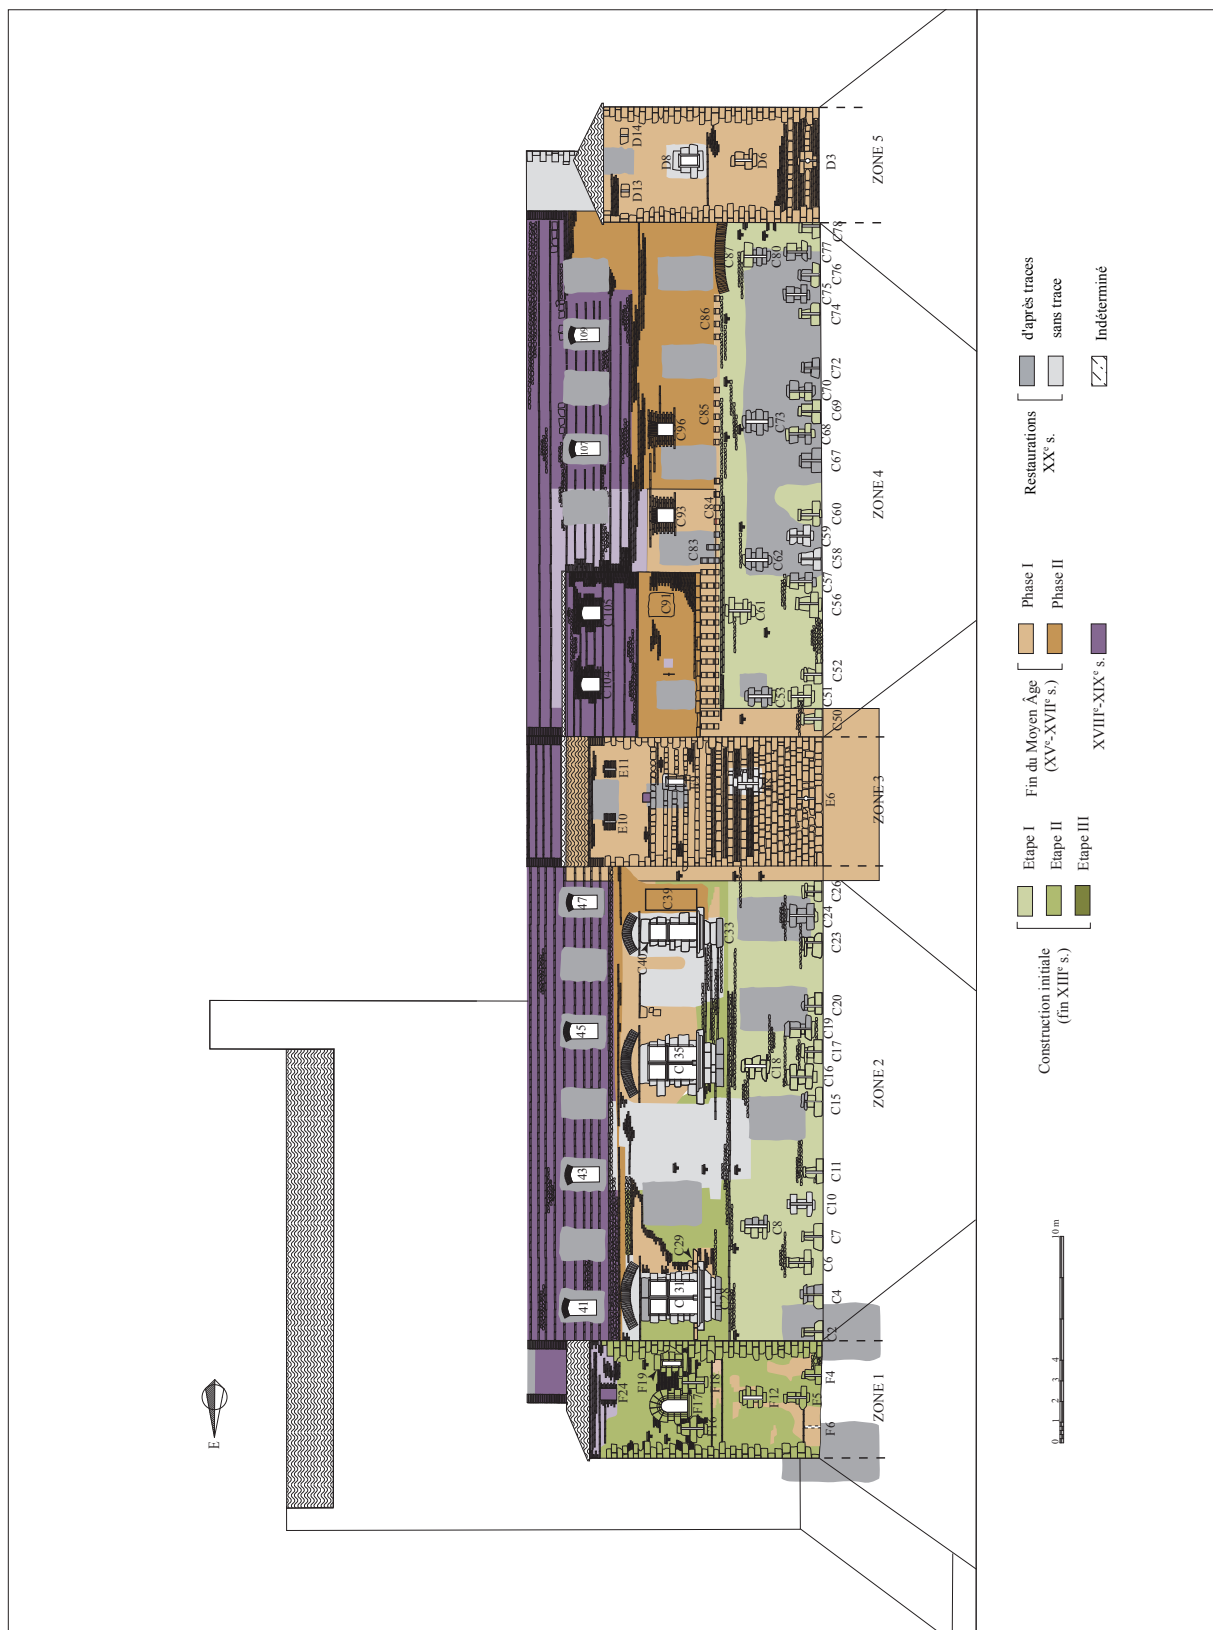 E
41
43
45
47
107
109
F24
F19
F17
F16
F18
F12
F5
F4
F6
C31
C28
C29
C35
C40
C39
C33
C8
C18
C2
C4
C6
C7
C10
C11
C15
C16
C17
C19
C20
C23
C24
C26
E10
E11
E6
C104
C105
C91
C93
C96
C83
C84
C85
C86
C87
C53
C61
C62
C73
C80
C50
C51
C52
C56
C57
C58
C59
C60
C67
C68
C69
C70
C72
C74
C75
C76
C77
C78
D13
D14
D8
D6
D3
ZONE 1
ZONE 2
ZONE 3
ZONE 4
ZONE 5
0 1 2 3 4 10 m
Construction initiale
(fin XIIIe s.)
Etape I
Etape II
Etape III
Fin du Moyen Âge
(XVe-XVIIe s.)
Phase I
Phase II
XVIIIe-XIXe s.
Restaurations
XXe s.
d'après traces
sans trace
Indéterminé